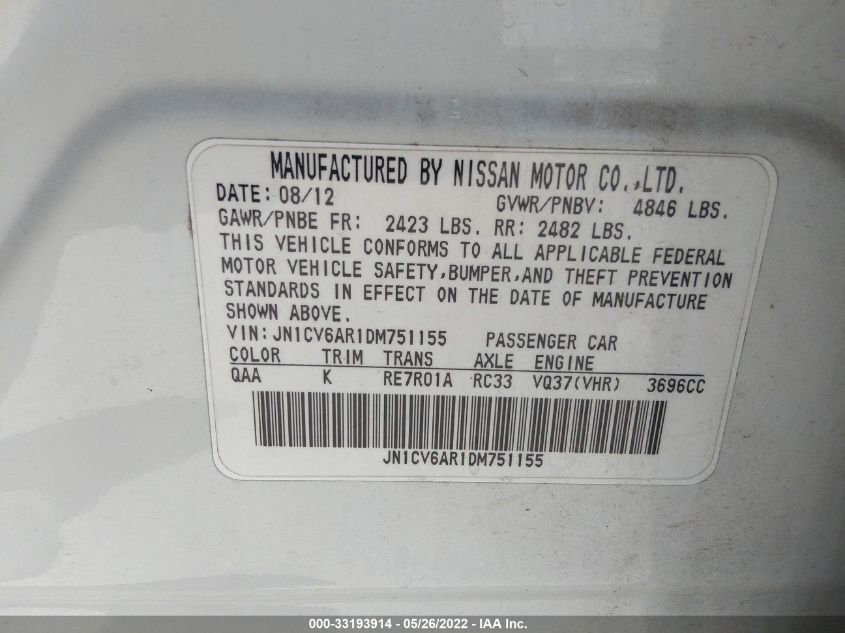 MANUFACTURED BY NISSAN MOTOR CO.,LTD.
DATE: 08/12 GVWR/PNBV: 4846 LBS.
GAWR/PNBE FR: 2423 LBS. RR: 2482 LBS.
THIS VEHICLE CONFORMS TO ALL APPLICABLE FEDERAL
MOTOR VEHICLE SAFETY,BUMPER,AND THEFT PREVENTION
STANDARDS IN EFFECT ON THE DATE OF MANUFACTURE
SHOWN ABOVE.
VIN:JN1CV6AR1DM751155 PASSENGER CAR
COLOR TRIM TRANS AXLE ENGINE
QAA K RE7R01A RC33 VQ37(VHR) 3696CC
JN1CV6AR1DM751155
000-33193914 - 05/26/2022 - IAA Inc.